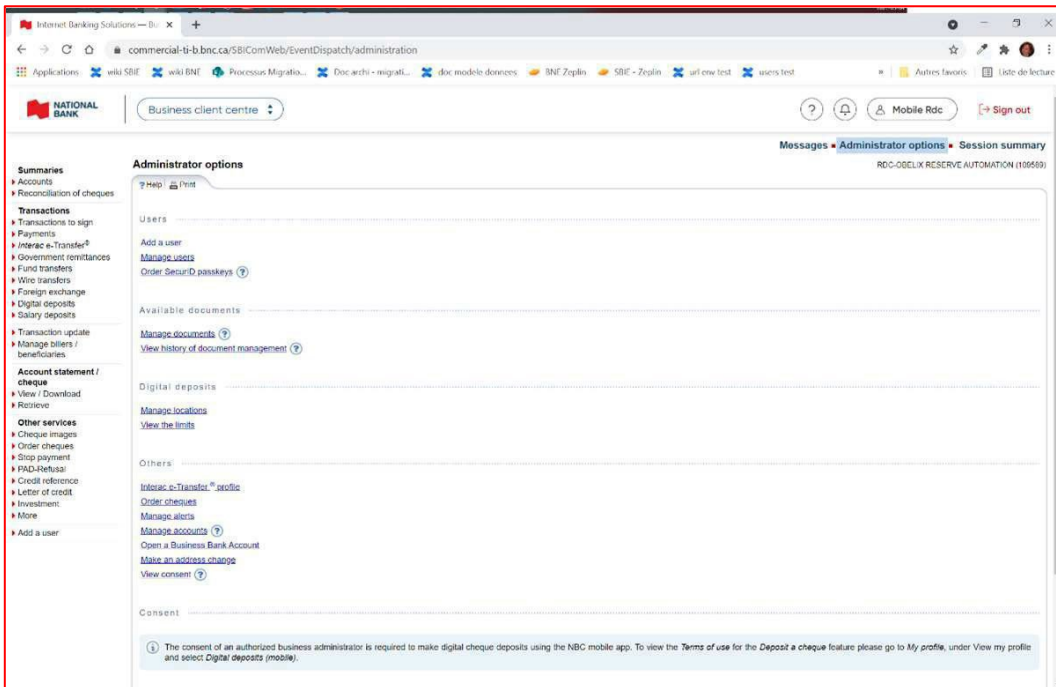 Internet Banking Solutions — Bu
commercial-ti-b.bnc.ca/SBIComWeb/EventDispatch/administration
Applications
wiki SBIE
wiki BNE
Processus Migratio...
Doc archi - migrati...
doc modele donnees
BNE Zeplin
SBIE - Zeplin
url env test
users test
»
Autres favoris
Liste de lecture
NATIONAL
BANK
Business client centre
?
Mobile Rdc
Sign out
Messages Administrator options Session summary
RDC-OBELIX RESERVE AUTOMATION (109589)
Summaries
Accounts
Reconciliation of cheques
Transactions
Transactions to sign
Payments
Interac e-Transfer®
Government remittances
Fund transfers
Wire transfers
Foreign exchange
Digital deposits
Salary deposits
Transaction update
Manage billers /
beneficiaries
Account statement /
cheque
View / Download
Retrieve
Other services
Cheque images
Order cheques
Stop payment
PAD-Refusal
Credit reference
Letter of credit
Investment
More
Add a user
Administrator options
? Help Print
Users
Add a user
Manage users
Order SecurID passkeys ?
Available documents
Manage documents ?
View history of document management ?
Digital deposits
Manage locations
View the limits
Others
Interac e-Transfer ® profile
Order cheques
Manage alerts
Manage accounts ?
Open a Business Bank Account
Make an address change
View consent ?
Consent
i The consent of an authorized business administrator is required to make digital cheque deposits using the NBC mobile app. To view the Terms of use for the Deposit a cheque feature please go to My profile, under View my profile
and select Digital deposits (mobile).